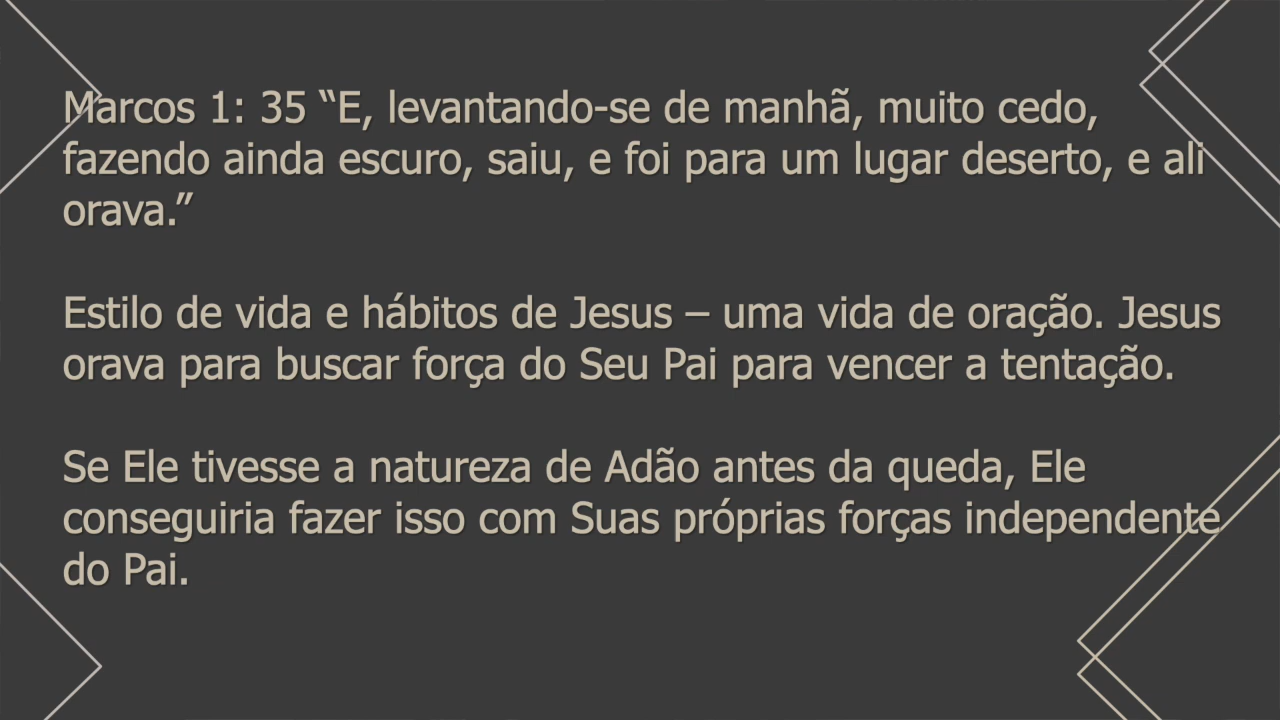 Marcos 1: 35 “E, levantando-se de manhã, muito cedo,
fazendo ainda escuro, saiu, e foi para um lugar deserto, e ali
orava.”
Estilo de vida e hábitos de Jesus – uma vida de oração. Jesus
orava para buscar força do Seu Pai para vencer a tentação.
Se Ele tivesse a natureza de Adão antes da queda, Ele
conseguiria fazer isso com Suas próprias forças independente
do Pai.